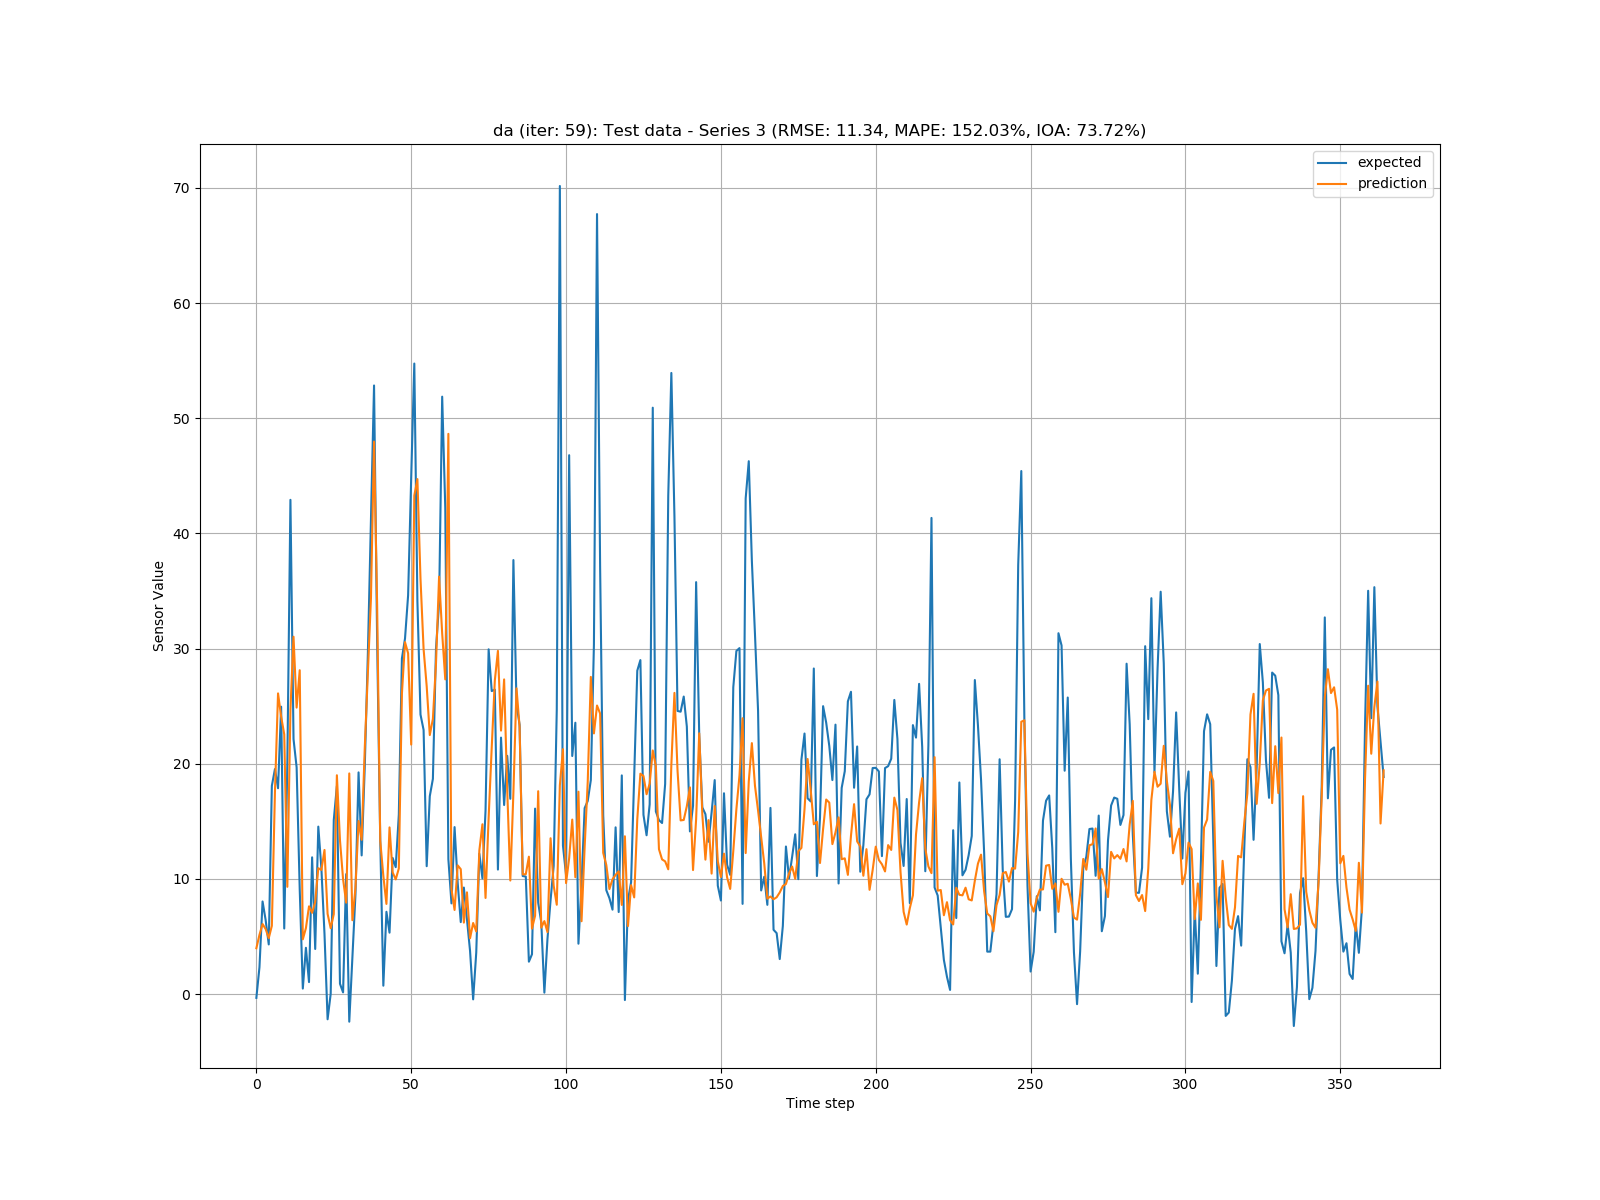 da (iter: 59): Test data - Series 3 (RMSE: 11.34, MAPE: 152.03%, IOA: 73.72%)
expected
prediction
70
60
50
40
30
20
10
0
Sensor Value
0 50 100 150 200 250 300 350
Time step